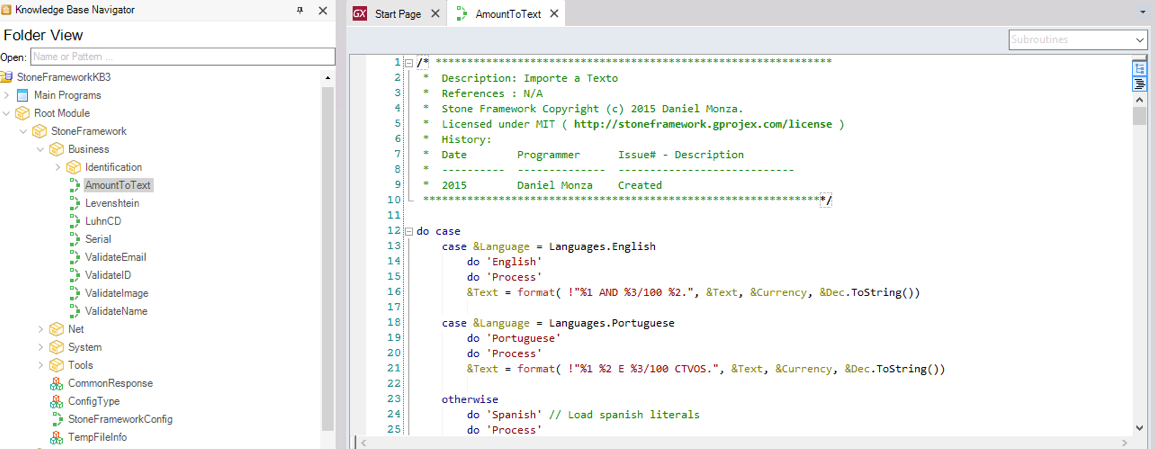 Knowledge Base Navigator
Folder View
Open: Name or Pattern ...
StoneFrameworkKB3
Main Programs
Root Module
StoneFramework
Business
Identification
AmountToText
Levenshtein
LuhnCD
Serial
ValidateEmail
ValidateID
ValidateImage
ValidateName
Net
System
Tools
CommonResponse
ConfigType
StoneFrameworkConfig
TempFileInfo
GX Start Page AmountToText
Subroutines
1 /* ***************************************************************
2 * Description: Importe a Texto
3 * References : N/A
4 * Stone Framework Copyright (c) 2015 Daniel Monza.
5 * Licensed under MIT ( http://stoneframework.gprojex.com/license )
6 * History:
7 * Date Programmer Issue# - Description
8 * ---------- -------------- ----------------------------
9 * 2015 Daniel Monza Created
10 ****************************************************************/
11
12 do case
13 case &Language = Languages.English
14 do 'English'
15 do 'Process'
16 &Text = format( !"%1 AND %3/100 %2.", &Text, &Currency, &Dec.ToString())
17
18 case &Language = Languages.Portuguese
19 do 'Portuguese'
20 do 'Process'
21 &Text = format( !"%1 %2 E %3/100 CTVOS.", &Text, &Currency, &Dec.ToString())
22
23 otherwise
24 do 'Spanish' // Load spanish literals
25 do 'Process'